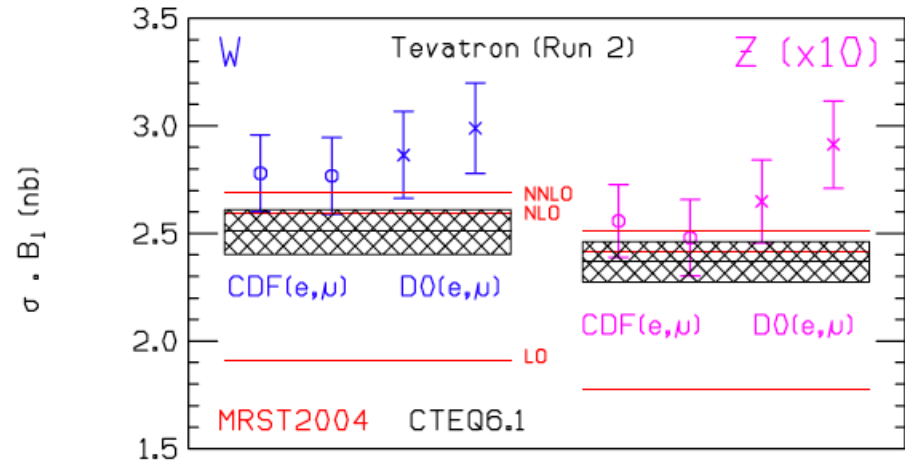 3.5
3.0
2.5
2.0
1.5
σ . Bl (nb)
W
Tevatron (Run 2)
Z (x10)
NNLO
NLO
CDF(e,μ)
D0(e,μ)
CDF(e,μ)
D0(e,μ)
LO
MRST2004
CTEQ6.1